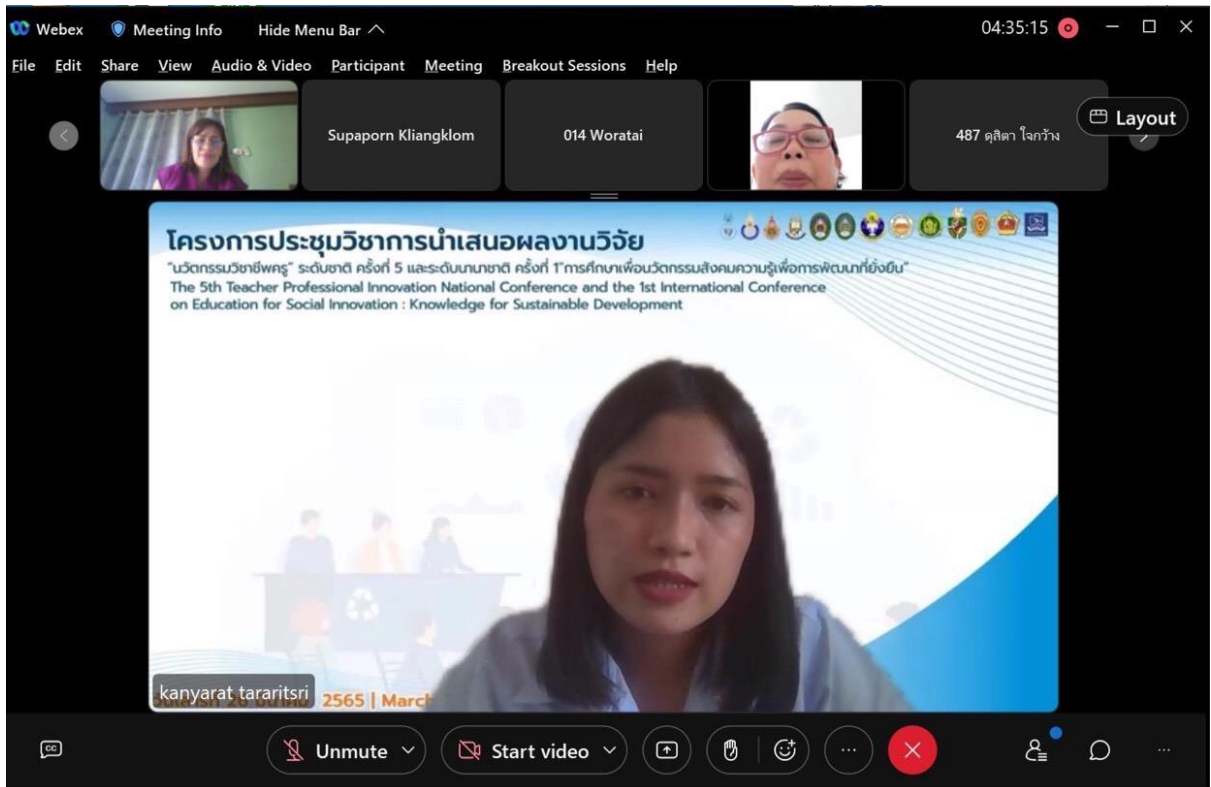 Webex
Meeting Info
Hide Menu Bar
04:35:15
File Edit Share View Audio & Video Participant Meeting Breakout Sessions Help
Supaporn Kliangklom
014 Woratai
487 ดุสิตา ใจกว้าง
Layout
โครงการประชุมวิชาการนำเสนอผลงานวิจัย
"นวัตกรรมวิชาชีพครู" ระดับชาติ ครั้งที่ 5 และระดับนานาชาติ ครั้งที่ 1"การศึกษาเพื่อนวัตกรรมสังคมความรู้เพื่อการพัฒนาที่ยั่งยืน"
The 5th Teacher Professional Innovation National Conference and the 1st International Conference
on Education for Social Innovation : Knowledge for Sustainable Development
kanyarat tararitsri
2565 | March
CC
Unmute
Start video